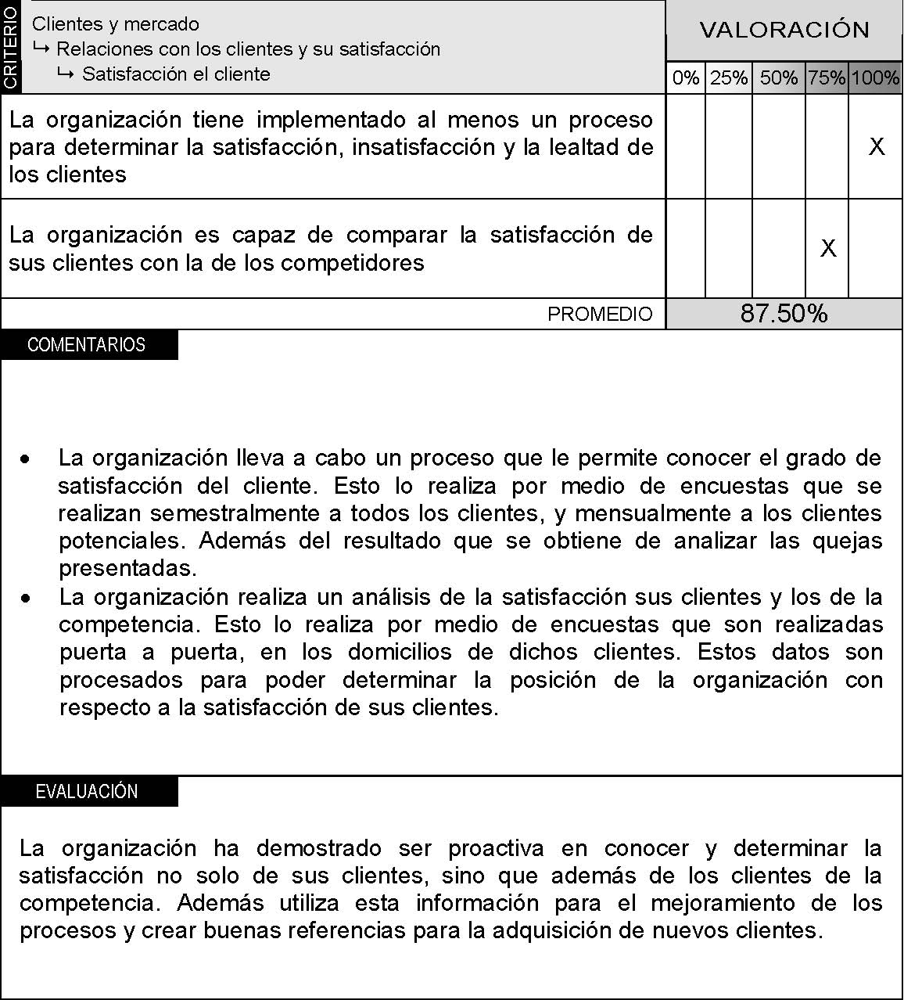 CRITERIO
Clientes y mercado
↪ Relaciones con los clientes y su satisfacción
↪ Satisfacción el cliente
VALORACIÓN
0% 25% 50% 75% 100%
La organización tiene implementado al menos un proceso
para determinar la satisfacción, insatisfacción y la lealtad de
los clientes
X
La organización es capaz de comparar la satisfacción de
sus clientes con la de los competidores
X
PROMEDIO
87.50%
COMENTARIOS
• La organización lleva a cabo un proceso que le permite conocer el grado de
satisfacción del cliente. Esto lo realiza por medio de encuestas que se
realizan semestralmente a todos los clientes, y mensualmente a los clientes
potenciales. Además del resultado que se obtiene de analizar las quejas
presentadas.
• La organización realiza un análisis de la satisfacción sus clientes y los de la
competencia. Esto lo realiza por medio de encuestas que son realizadas
puerta a puerta, en los domicilios de dichos clientes. Estos datos son
procesados para poder determinar la posición de la organización con
respecto a la satisfacción de sus clientes.
EVALUACIÓN
La organización ha demostrado ser proactiva en conocer y determinar la
satisfacción no solo de sus clientes, sino que además de los clientes de la
competencia. Además utiliza esta información para el mejoramiento de los
procesos y crear buenas referencias para la adquisición de nuevos clientes.